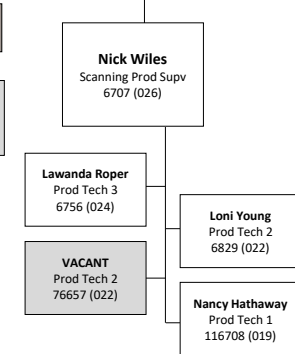 Nick Wiles
Scanning Prod Supv
6707 (026)
Lawanda Roper
Prod Tech 3
6756 (024)
Loni Young
Prod Tech 2
6829 (022)
VACANT
Prod Tech 2
76657 (022)
Nancy Hathaway
Prod Tech 1
116708 (019)